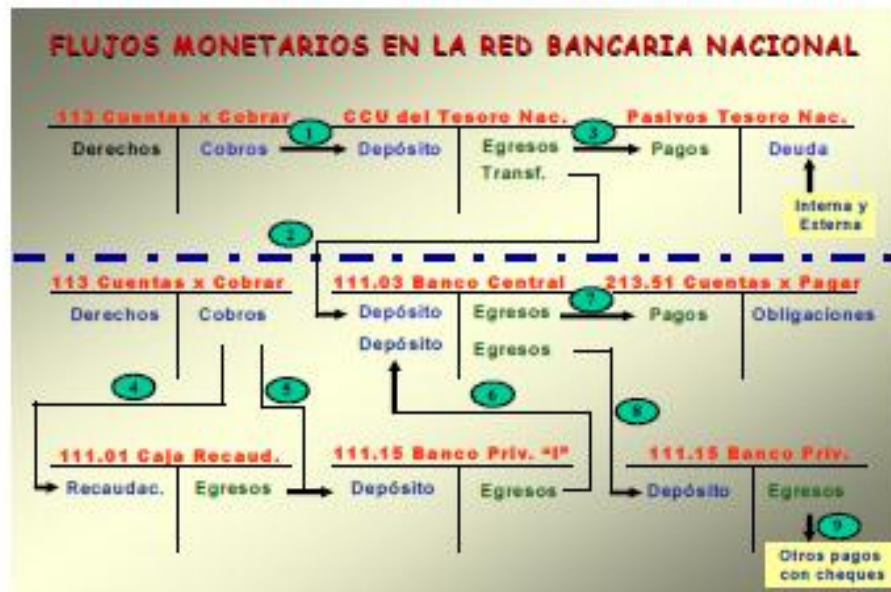 FLUJOS MONETARIOS EN LA RED BANCARIA NACIONAL
113 Cuentas x Cobrar
CCU del Tesoro Nac.
Pasivos Tesoro Nac.
1
3
Derechos
Cobros
Depósito
Egresos
Pagos
Deuda
Transf.
Interna y
Externa
2
113 Cuentas x Cobrar
111.03 Banco Central
213.51 Cuentas x Pagar
7
Derechos
Cobros
Depósito
Egresos
Pagos
Obligaciones
Depósito
Egresos
4
5
6
8
111.01 Caja Recaud.
111.15 Banco Priv. "I"
111.15 Banco Priv.
Recaudac.
Egresos
Depósito
Egresos
Depósito
Egresos
9
Otros pagos
con cheques